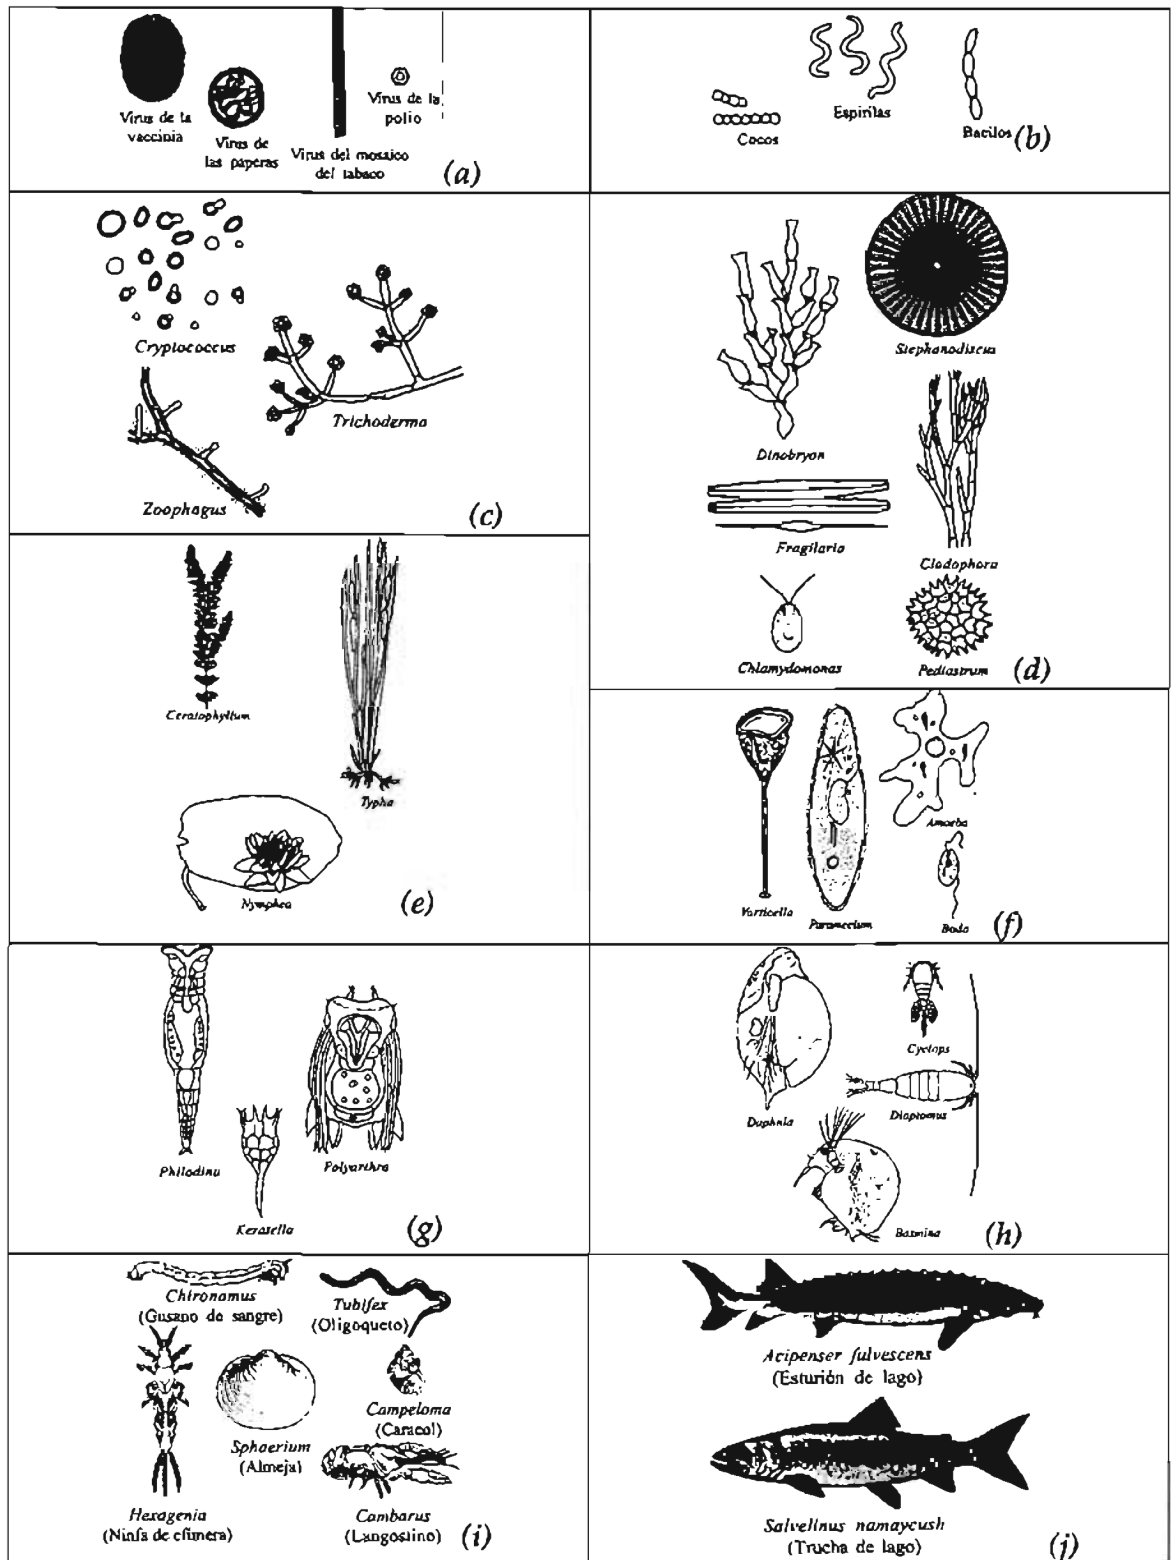 Virus de la
vaccinia
Virus de
las paperas
Virus del mosaico
del tabaco
Virus de la
polio
(a)
Cocos
Espirilas
Bacilos
(b)
Cryptococcus
Trichoderma
Zoophagus
(c)
Stephanodiscus
Dinobryon
Fragilaria
Cladophora
Chlamydomonas
Pediastrum
(d)
Ceratophyllum
Typha
Nymphea
(e)
Vorticella
Paramecium
Amoeba
Bodo
(f)
Philodina
Keratella
Polyarthra
(g)
Daphnia
Cyclops
Diaptomus
Bosmina
(h)
Chironamus
(Gusano de sangre)
Tubifex
(Oligoqueto)
Campeloma
(Caracol)
Sphaerium
(Almeja)
Hexagenia
(Ninfa de efímera)
Cambarus
(Langostino)
(i)
Acipenser fulvescens
(Esturión de lago)
Salvelinus namaycush
(Trucha de lago)
(j)